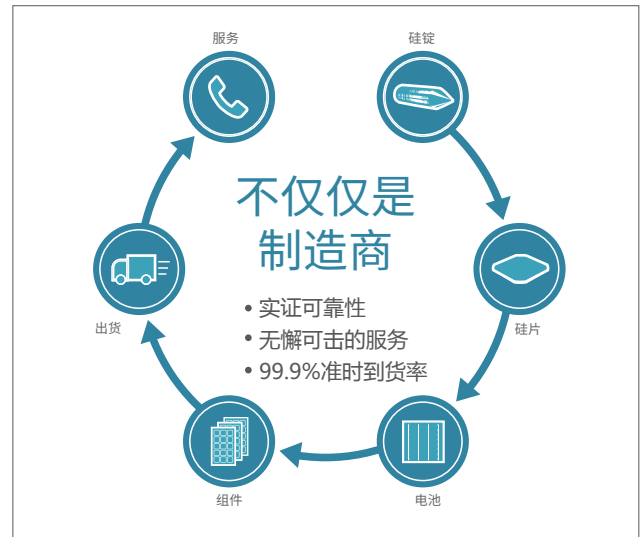 服务
硅锭
不仅仅是
制造商
• 实证可靠性
• 无懈可击的服务
• 99.9%准时到货率
出货
硅片
组件
电池